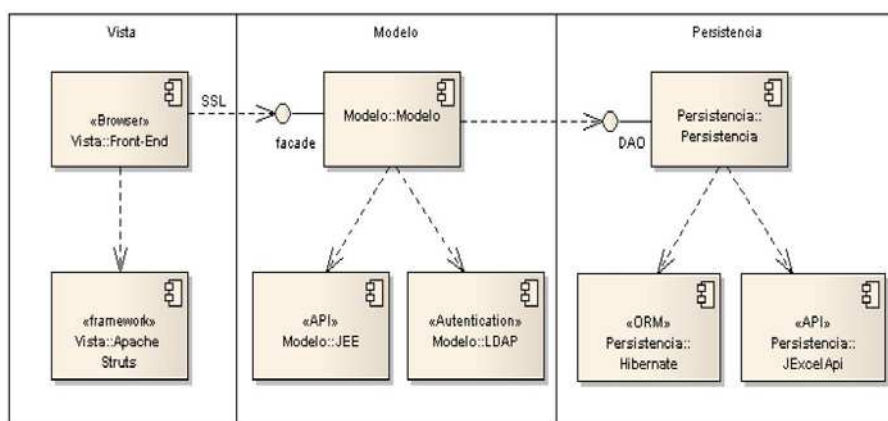 Vista
Modelo
Persistencia
«Browser»
Vista::Front-End
SSL
facade
Modelo::Modelo
DAO
Persistencia::
Persistencia
«framework»
Vista::Apache
Struts
«API»
Modelo::JEE
«Autentication»
Modelo::LDAP
«ORM»
Persistencia::
Hibernate
«API»
Persistencia::
JExcelApi